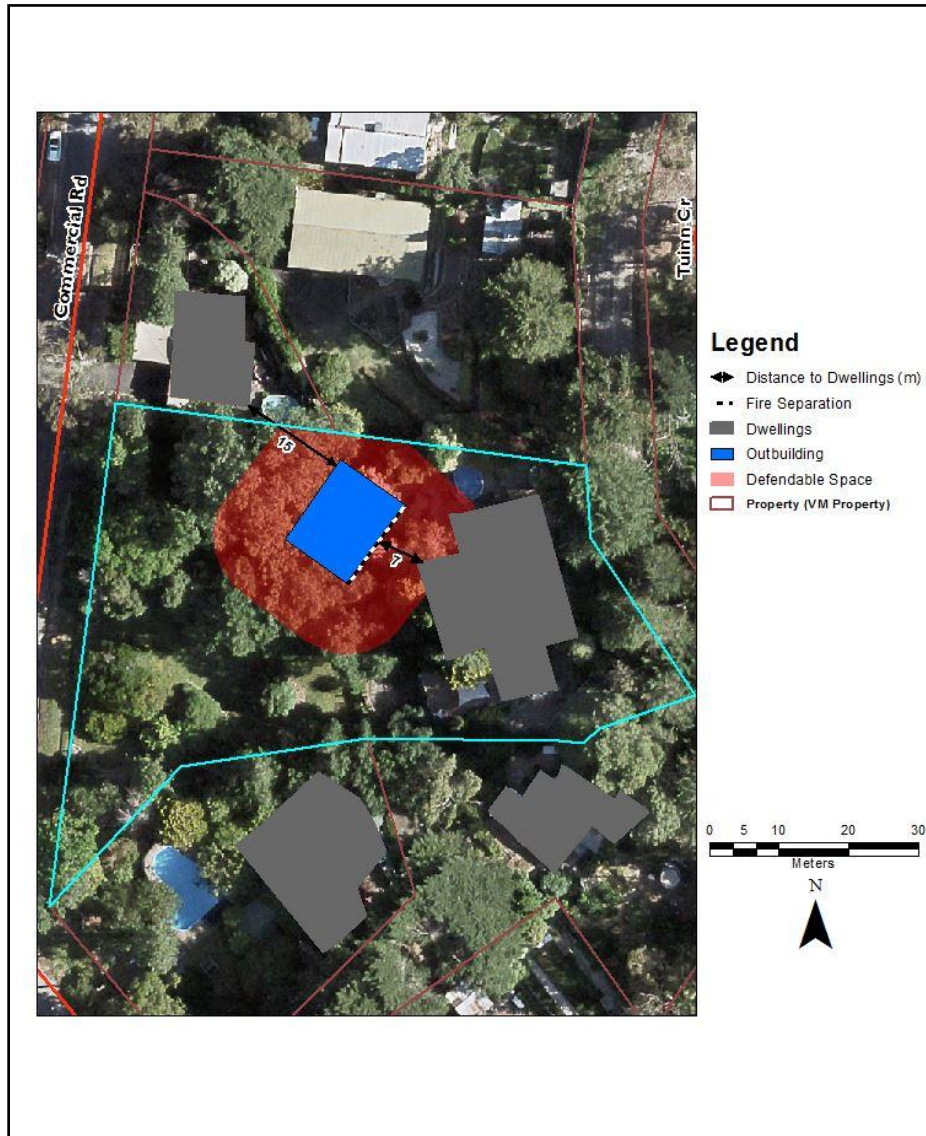 Commercial Rd
Tuinn Cr
15
7
Legend
Distance to Dwellings (m)
Fire Separation
Dwellings
Outbuilding
Defendable Space
Property (VM Property)
0 5 10 20 30
Meters
N